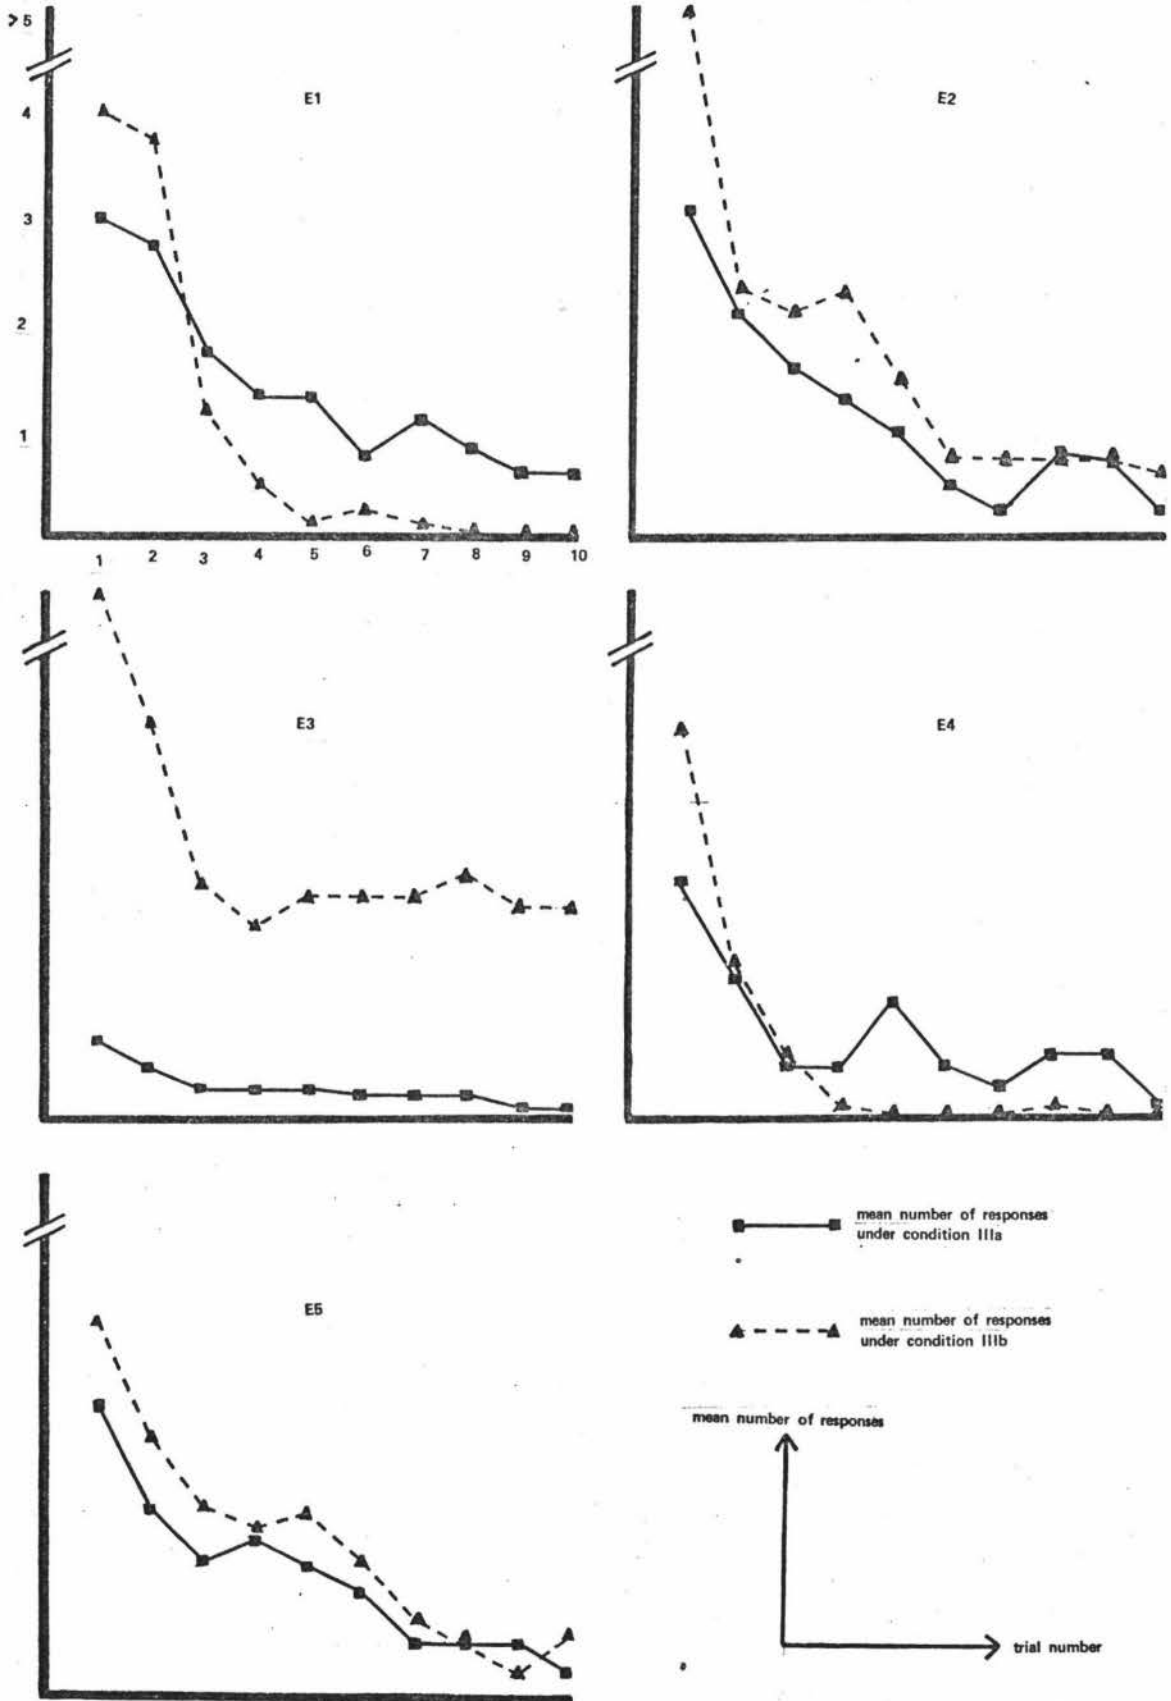 >5
E1
E2
4
3
2
1
1 2 3 4 5 6 7 8 9 10
E3
E4
E5
mean number of responses
under condition IIIa
mean number of responses
under condition IIIb
mean number of responses
trial number